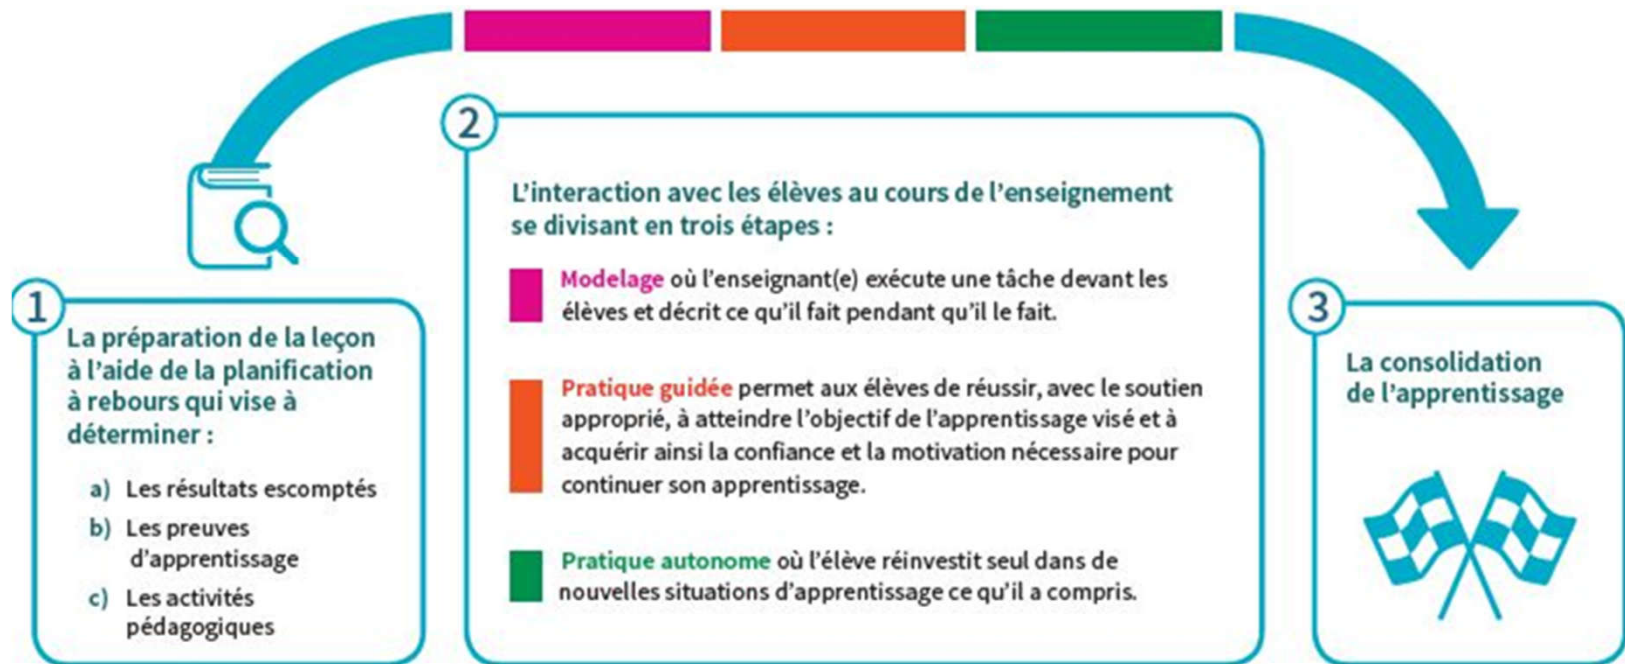 1
La préparation de la leçon
à l'aide de la planification
à rebours qui vise à
déterminer :
a) Les résultats escomptés
b) Les preuves
d'apprentissage
c) Les activités
pédagogiques
2
L'interaction avec les élèves au cours de l'enseignement
se divisant en trois étapes :
Modelage où l'enseignant(e) exécute une tâche devant les
élèves et décrit ce qu'il fait pendant qu'il le fait.
Pratique guidée permet aux élèves de réussir, avec le soutien
approprié, à atteindre l'objectif de l'apprentissage visé et à
acquérir ainsi la confiance et la motivation nécessaire pour
continuer son apprentissage.
Pratique autonome où l'élève réinvestit seul dans de
nouvelles situations d'apprentissage ce qu'il a compris.
3
La consolidation
de l'apprentissage